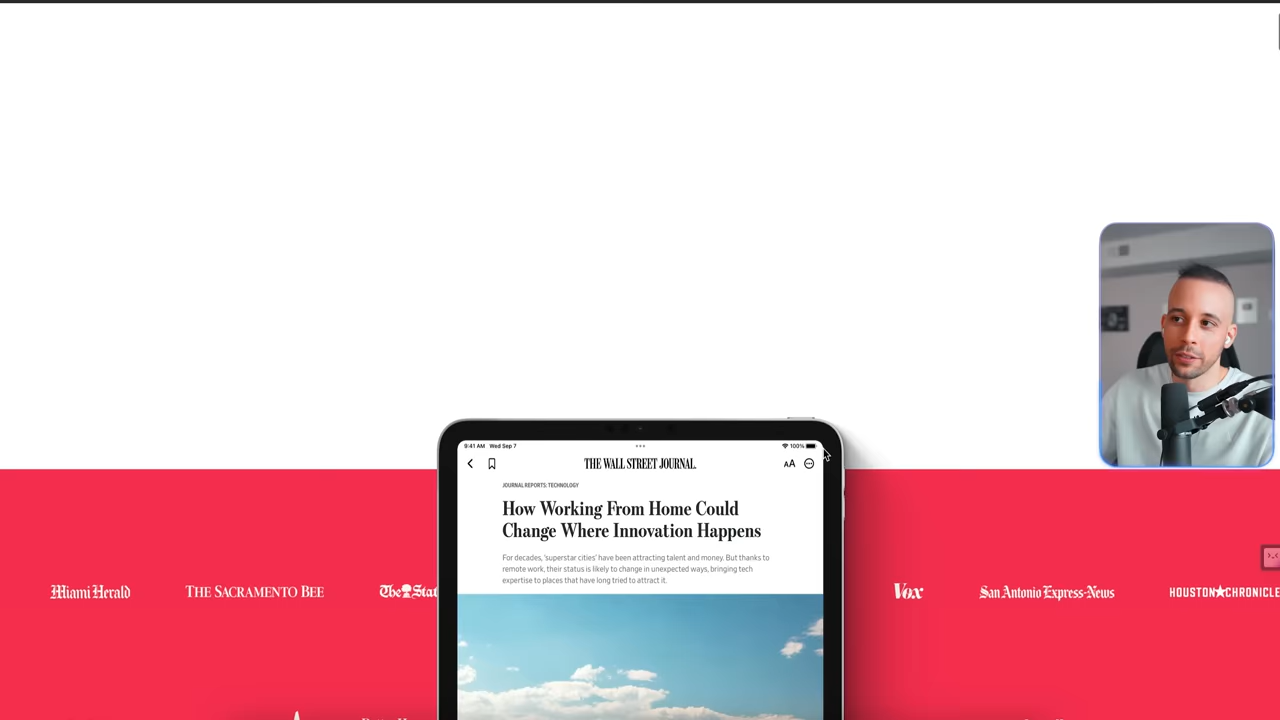 9:41 AM Wed Sep 7
100%
THE WALL STREET JOURNAL.
AA
JOURNAL REPORTS: TECHNOLOGY
How Working From Home Could
Change Where Innovation Happens
For decades, 'superstar cities' have been attracting talent and money. But thanks to
remote work, their status is likely to change in unexpected ways, bringing tech
expertise to places that have long tried to attract it.
Miami Herald
THE SACRAMENTO BEE
The Stat
Vox
San Antonio Express-News
HOUSTON CHRONICLE